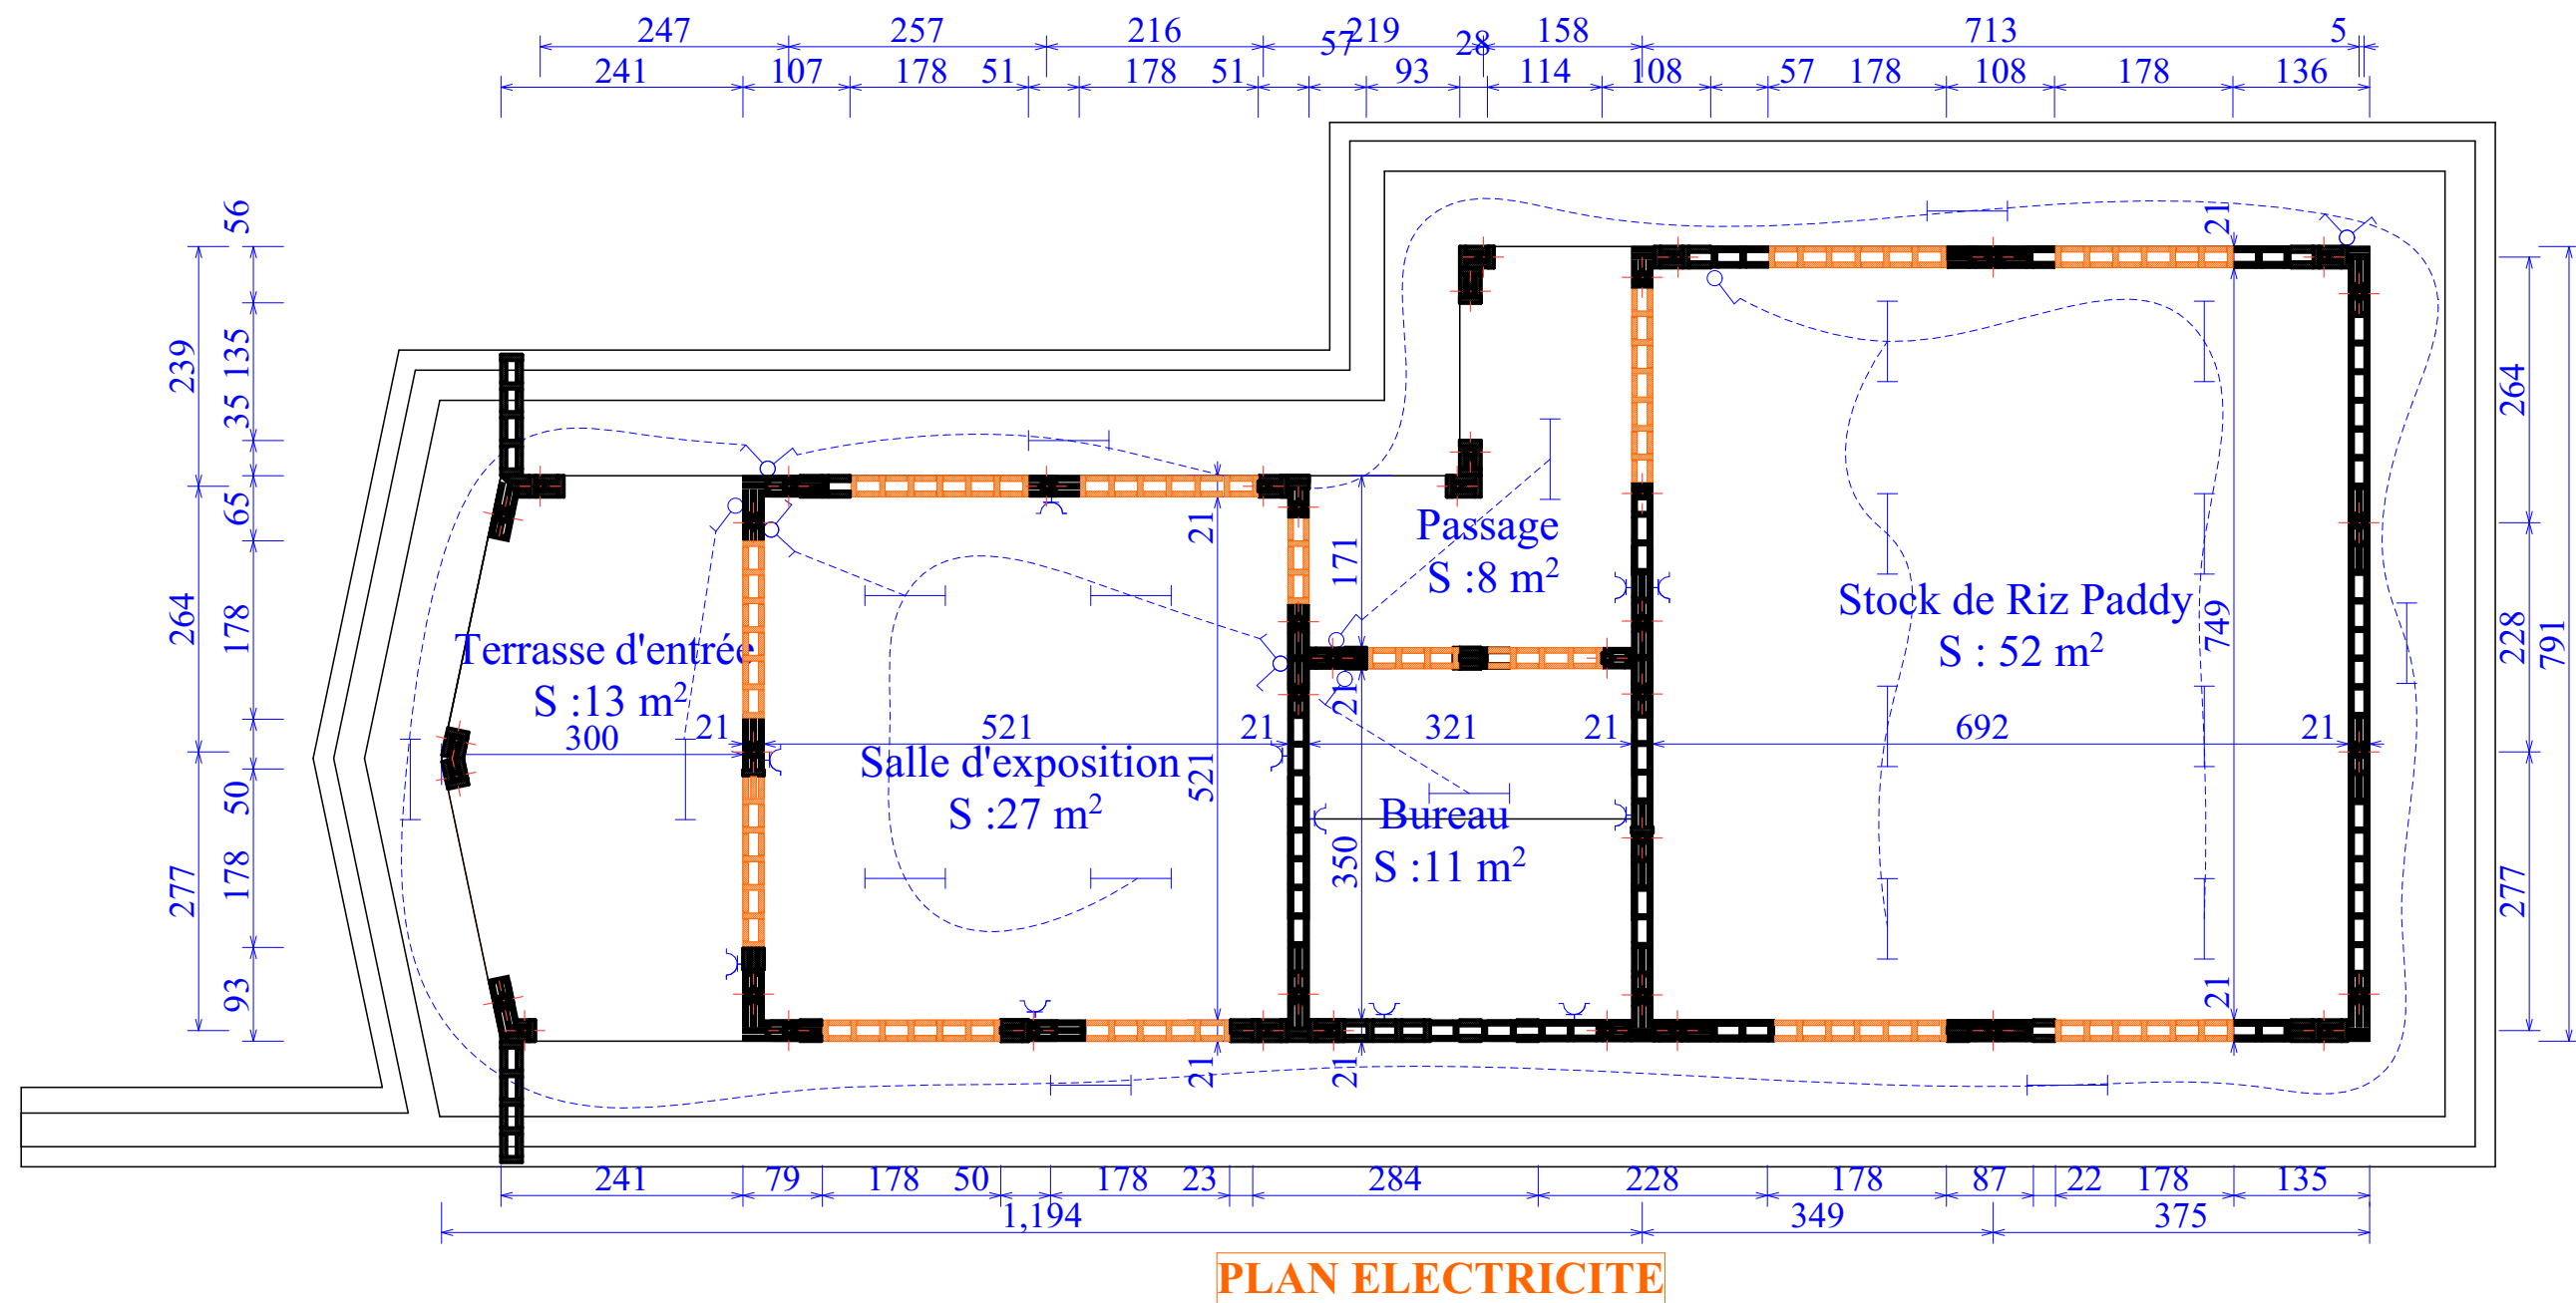 247 257 216 219 158 713 5
57 28
241 107 178 51 178 51 93 114 108 57 178 108 178 136
56
239 135
35
65
264 178
50
277 178
93
21
264
749
228
791
277
21
Passage
S :8 m²
171
21
Stock de Riz Paddy
S : 52 m²
Terrasse d'entrée
S :13 m²
21
300 21 521 21 321 21 692 21
Salle d'exposition
S :27 m²
521
Bureau
S :11 m²
350
21 21
241 79 178 50 178 23 284 228 178 87 22 178 135
1,194 349 375
PLAN ELECTRICITE